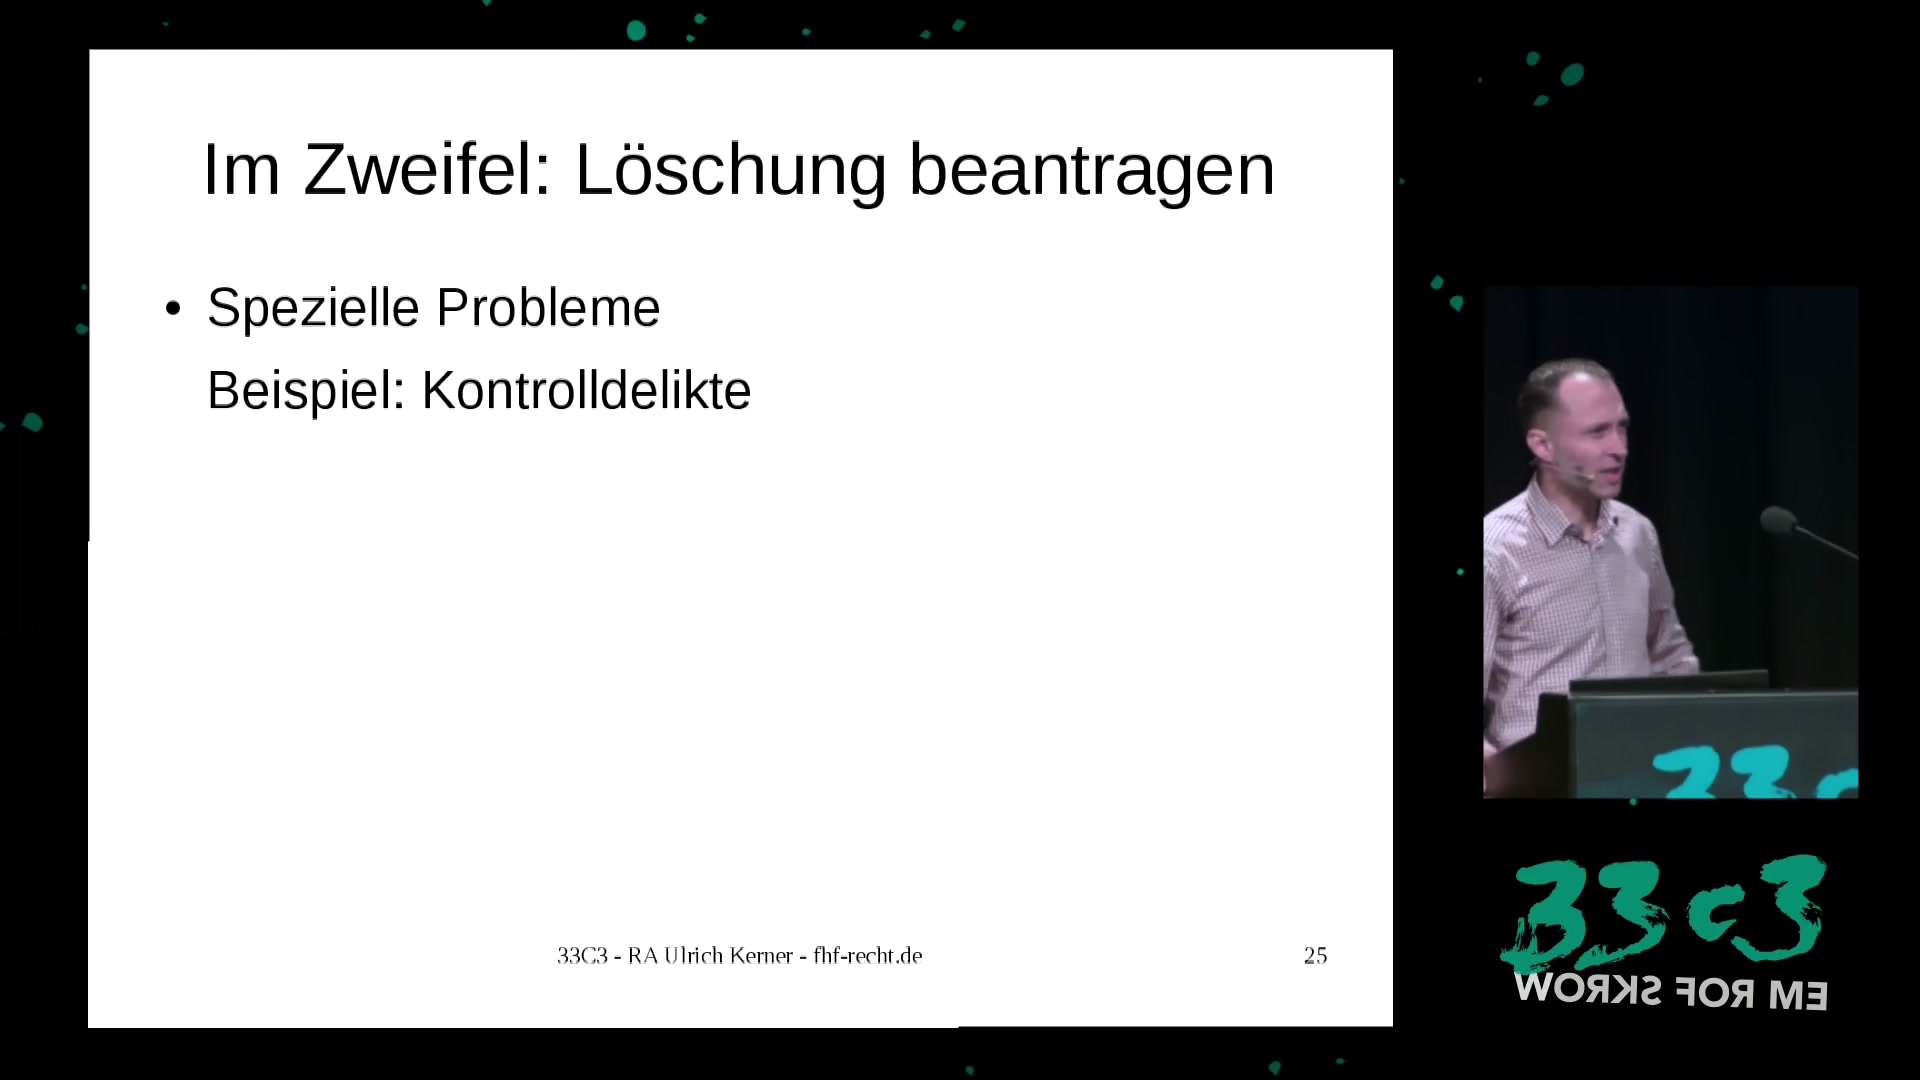 Im Zweifel: Löschung beantragen
• Spezielle Probleme
Beispiel: Kontrolldelikte
33C3 - RA Ulrich Kerner - fhf-recht.de
25
33c
33c3
WORKS FOR ME